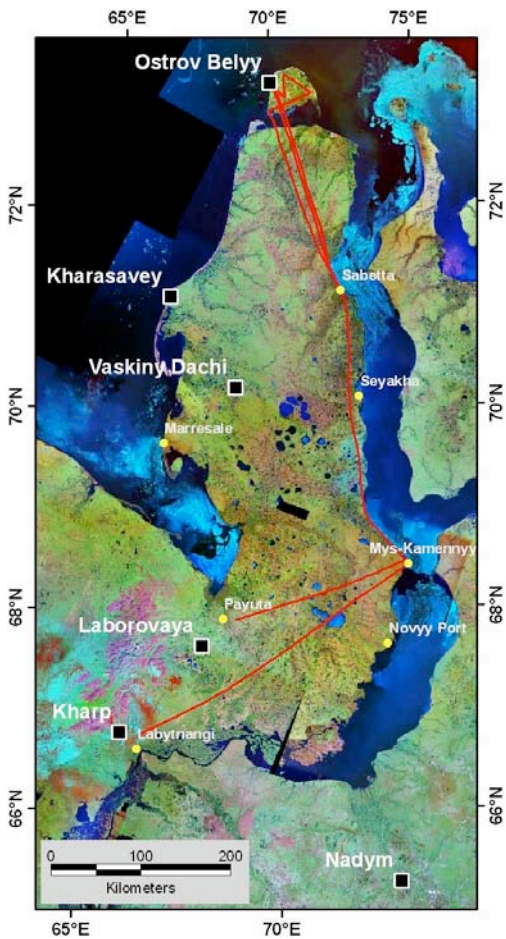 65°E 70°E 75°E
Ostrov Belyy
72°N 72°N
Sabetta
Kharasavey
Vaskiny Dachi
Seyakha
70°N 70°N
Marresale
Mys-Kamennyy
68°N Payuta 68°N
Novyy Port
Laborovaya
Kharp
Labytnangi
66°N 66°N
0 100 200
Kilometers
Nadym
65°E 70°E